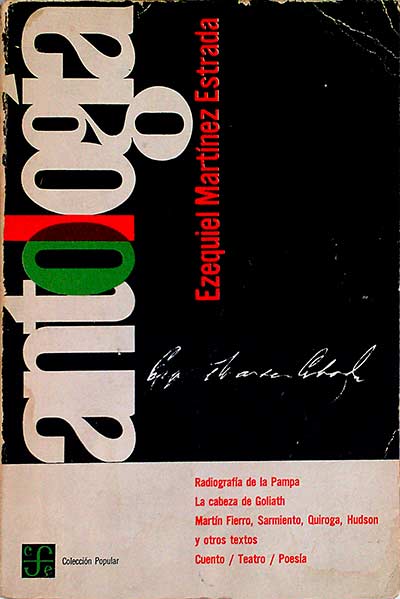 antología
Ezequiel Martínez Estrada
Radiografía de la Pampa
La cabeza de Goliath
Martín Fierro, Sarmiento, Quiroga, Hudson
y otros textos
Cuento / Teatro / Poesía
cfe
Colección Popular